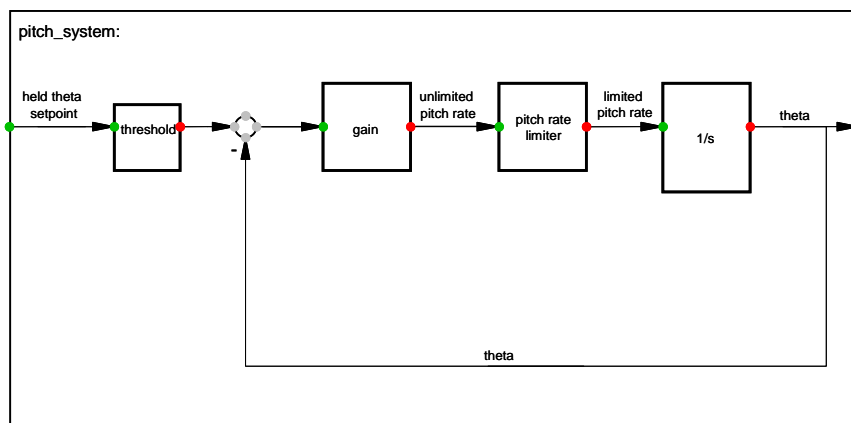 pitch_system:
held theta
setpoint
threshold
-
gain
unlimited
pitch rate
pitch rate
limiter
limited
pitch rate
1/s
theta
theta